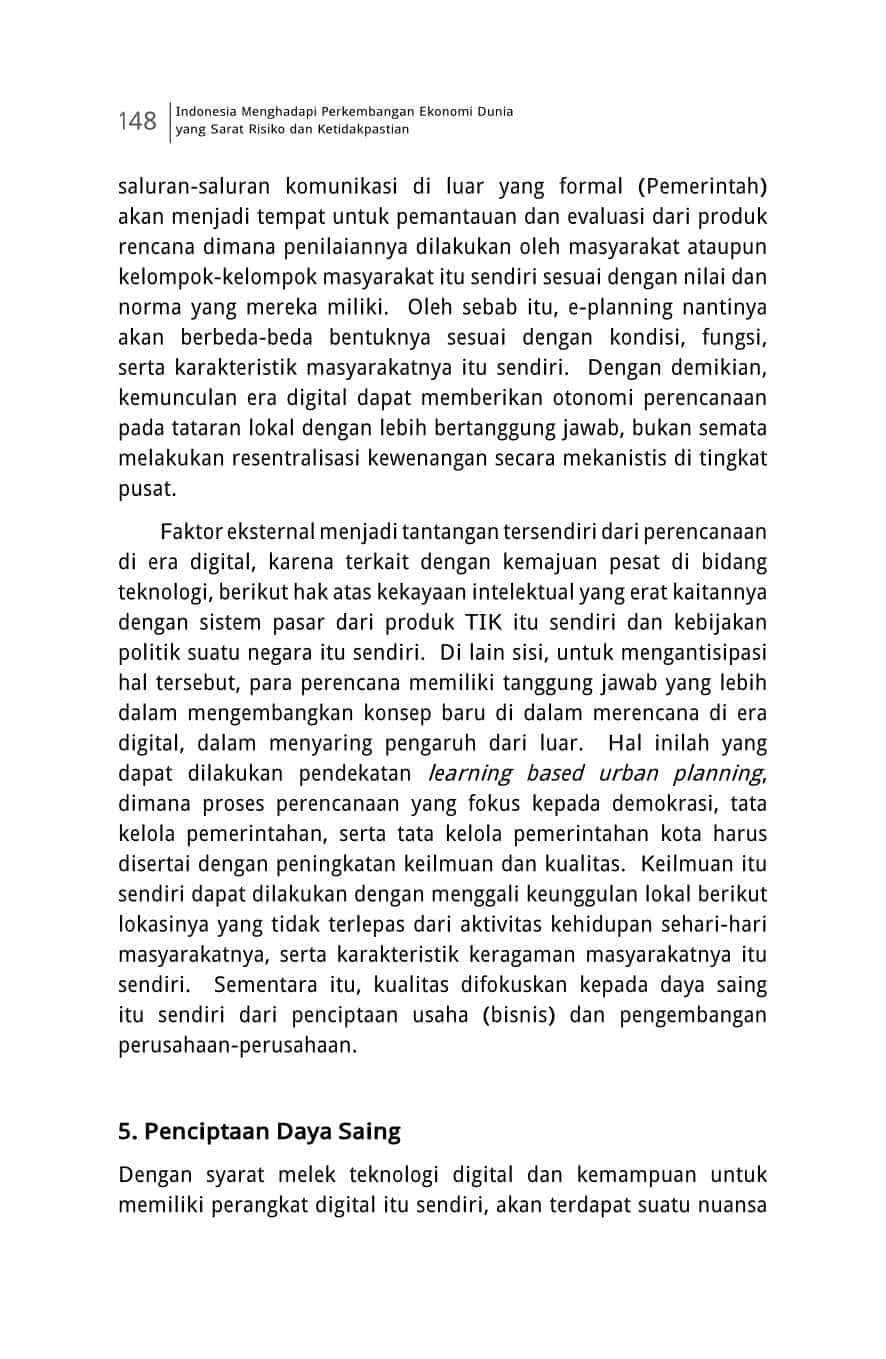 148
Indonesia Menghadapi Perkembangan Ekonomi Dunia
yang Sarat Risiko dan Ketidakpastian
saluran-saluran komunikasi di luar yang formal (Pemerintah)
akan menjadi tempat untuk pemantauan dan evaluasi dari produk
rencana dimana penilaiannya dilakukan oleh masyarakat ataupun
kelompok-kelompok masyarakat itu sendiri sesuai dengan nilai dan
norma yang mereka miliki. Oleh sebab itu, e-planning nantinya
akan berbeda-beda bentuknya sesuai dengan kondisi, fungsi,
serta karakteristik masyarakatnya itu sendiri. Dengan demikian,
kemunculan era digital dapat memberikan otonomi perencanaan
pada tataran lokal dengan lebih bertanggung jawab, bukan semata
melakukan resentralisasi kewenangan secara mekanistis di tingkat
pusat.
Faktor eksternal menjadi tantangan tersendiri dari perencanaan
di era digital, karena terkait dengan kemajuan pesat di bidang
teknologi, berikut hak atas kekayaan intelektual yang erat kaitannya
dengan sistem pasar dari produk TIK itu sendiri dan kebijakan
politik suatu negara itu sendiri. Di lain sisi, untuk mengantisipasi
hal tersebut, para perencana memiliki tanggung jawab yang lebih
dalam mengembangkan konsep baru di dalam merencana di era
digital, dalam menyaring pengaruh dari luar. Hal inilah yang
dapat dilakukan pendekatan learning based urban planning,
dimana proses perencanaan yang fokus kepada demokrasi, tata
kelola pemerintahan, serta tata kelola pemerintahan kota harus
disertai dengan peningkatan keilmuan dan kualitas. Keilmuan itu
sendiri dapat dilakukan dengan menggali keunggulan lokal berikut
lokasinya yang tidak terlepas dari aktivitas kehidupan sehari-hari
masyarakatnya, serta karakteristik keragaman masyarakatnya itu
sendiri. Sementara itu, kualitas difokuskan kepada daya saing
itu sendiri dari penciptaan usaha (bisnis) dan pengembangan
perusahaan-perusahaan.
5. Penciptaan Daya Saing
Dengan syarat melek teknologi digital dan kemampuan untuk
memiliki perangkat digital itu sendiri, akan terdapat suatu nuansa